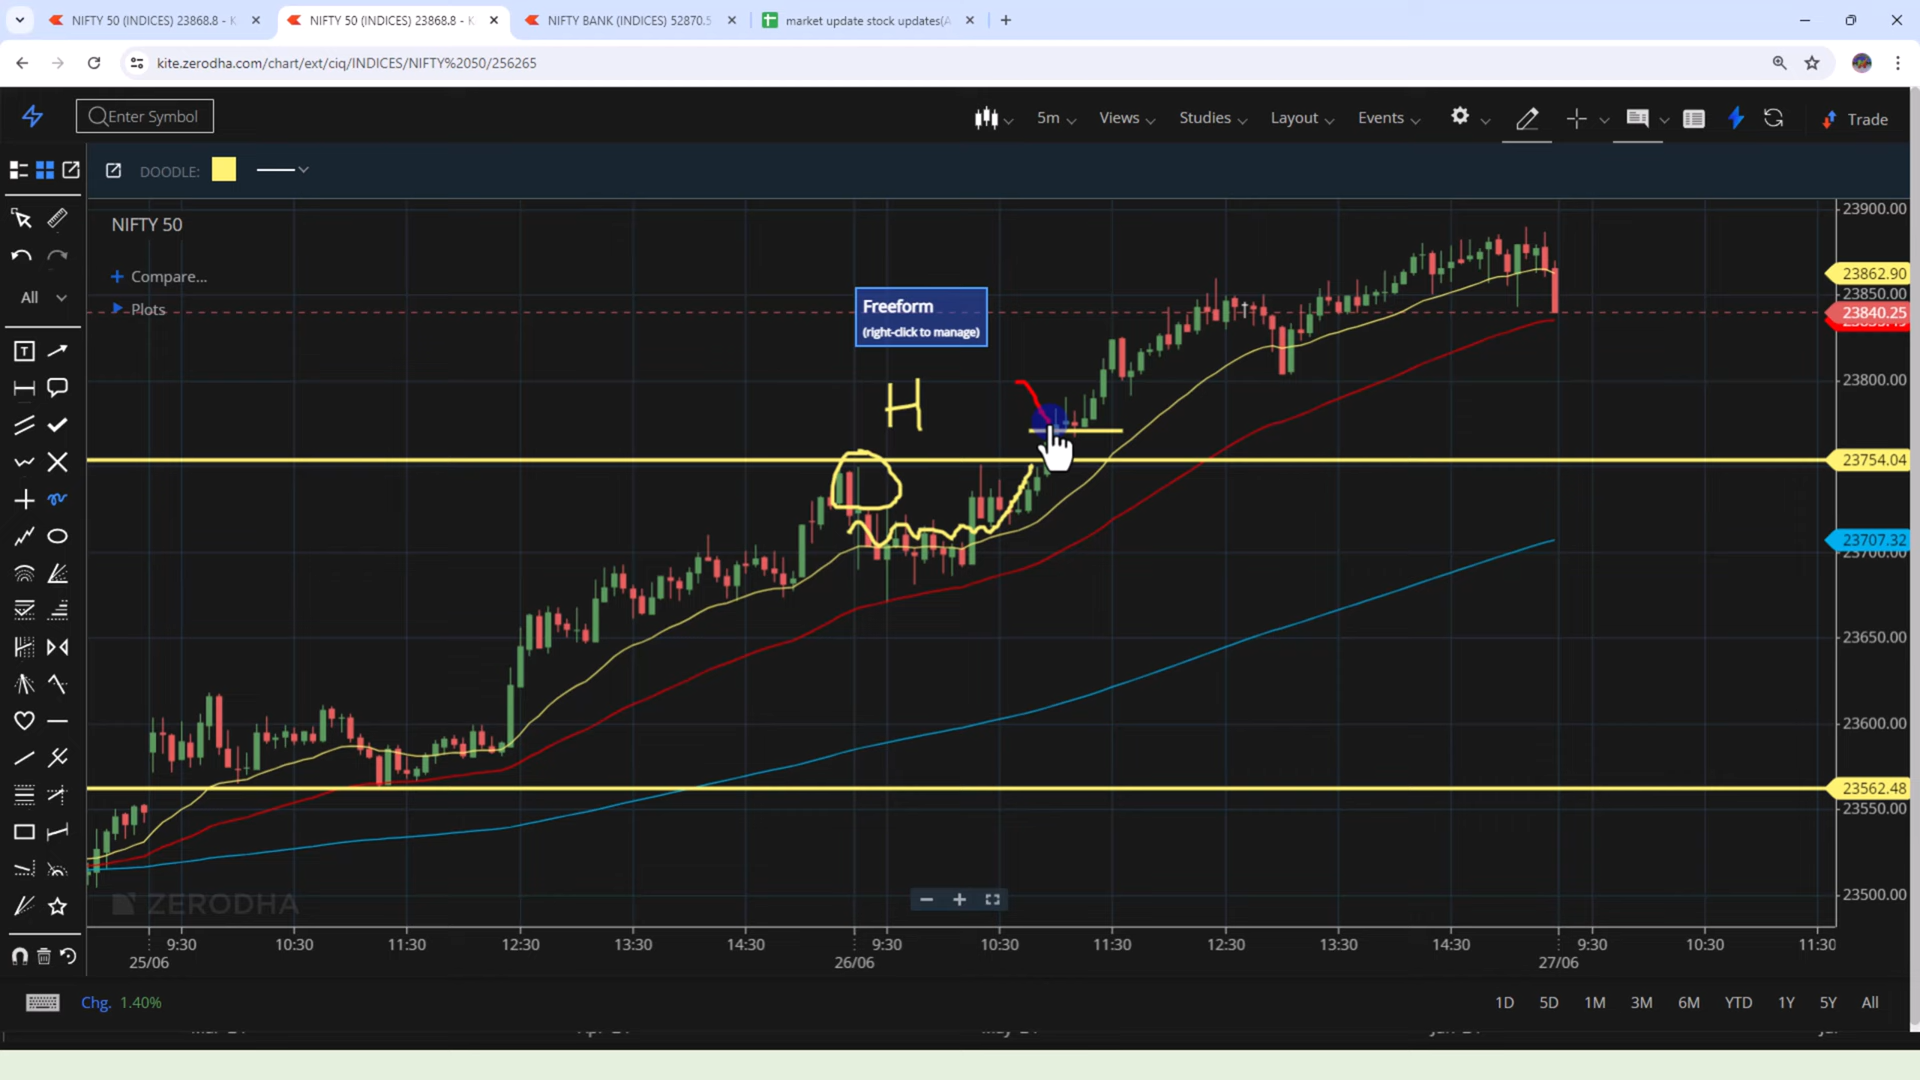 NIFTY 50 (INDICES) 23868.8 - K
NIFTY 50 (INDICES) 23868.8 - K
NIFTY BANK (INDICES) 52870.5
market update stock updates(A
kite.zerodha.com/chart/ext/ciq/INDICES/NIFTY%2050/256265
Enter Symbol
5m
Views
Studies
Layout
Events
Trade
DOODLE:
NIFTY 50
Compare...
Plots
All
Freeform
(right-click to manage)
H
23900.00
23862.90
23850.00
23840.25
23800.00
23754.04
23707.32
23700.00
23650.00
23600.00
23562.48
23550.00
23500.00
ZERODHA
9:30
10:30
11:30
12:30
13:30
14:30
9:30
10:30
11:30
12:30
13:30
14:30
9:30
10:30
11:30
25/06
26/06
27/06
Chg. 1.40%
1D
5D
1M
3M
6M
YTD
1Y
5Y
All